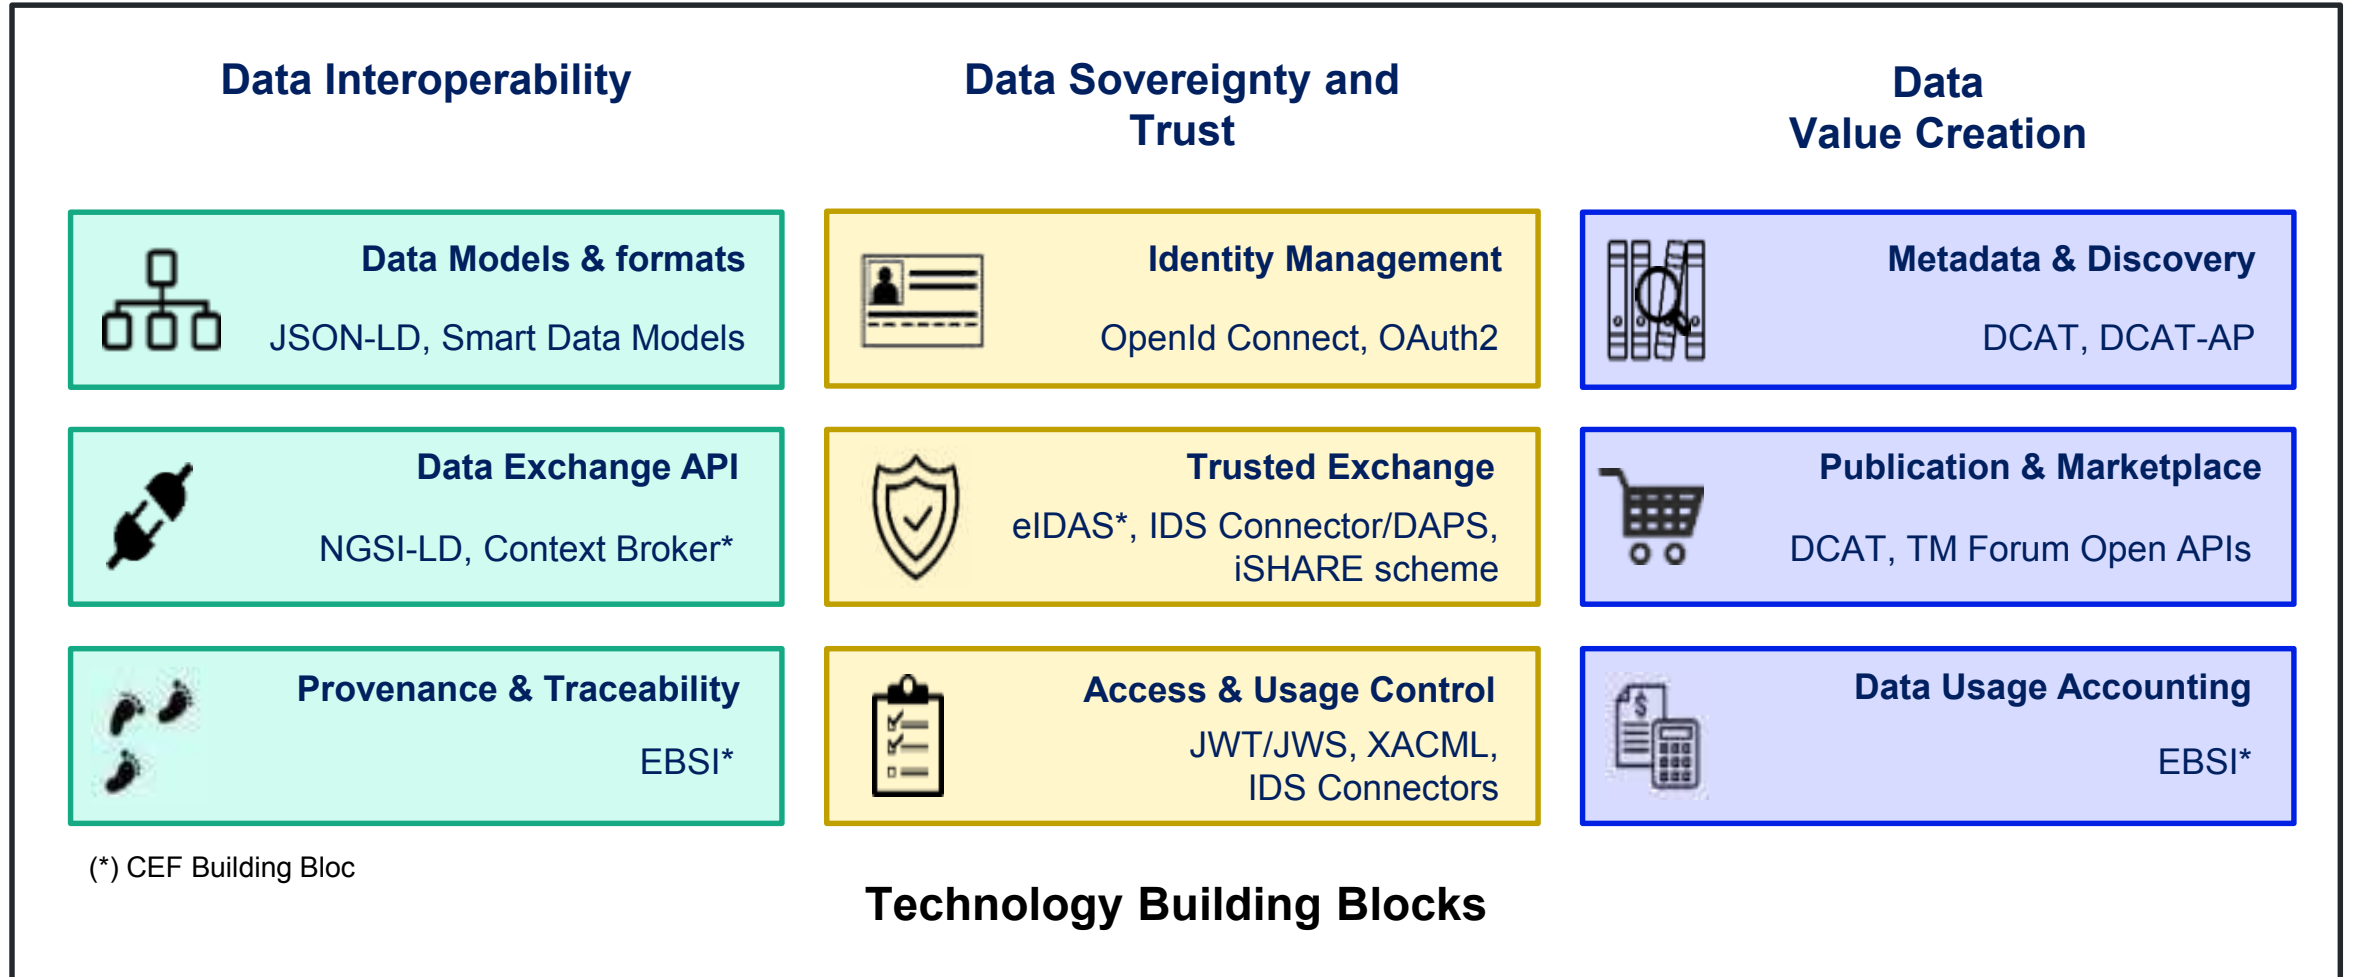 Data Interoperability
Data Sovereignty and
Trust
Data
Value Creation
Data Models & formats
JSON-LD, Smart Data Models
Identity Management
OpenId Connect, OAuth2
Metadata & Discovery
DCAT, DCAT-AP
Data Exchange API
NGSI-LD, Context Broker*
Trusted Exchange
eIDAS*, IDS Connector/DAPS,
iSHARE scheme
Publication & Marketplace
DCAT, TM Forum Open APIs
Provenance & Traceability
EBSI*
Access & Usage Control
JWT/JWS, XACML,
IDS Connectors
Data Usage Accounting
$
EBSI*
(*) CEF Building Bloc
Technology Building Blocks